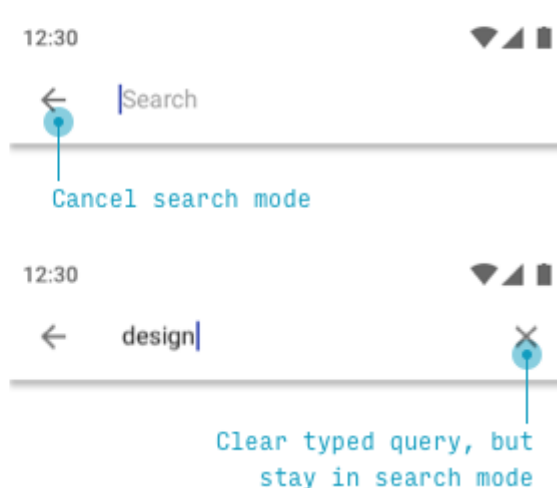 12:30
Search
Cancel search mode
12:30
design
Clear typed query, but
stay in search mode